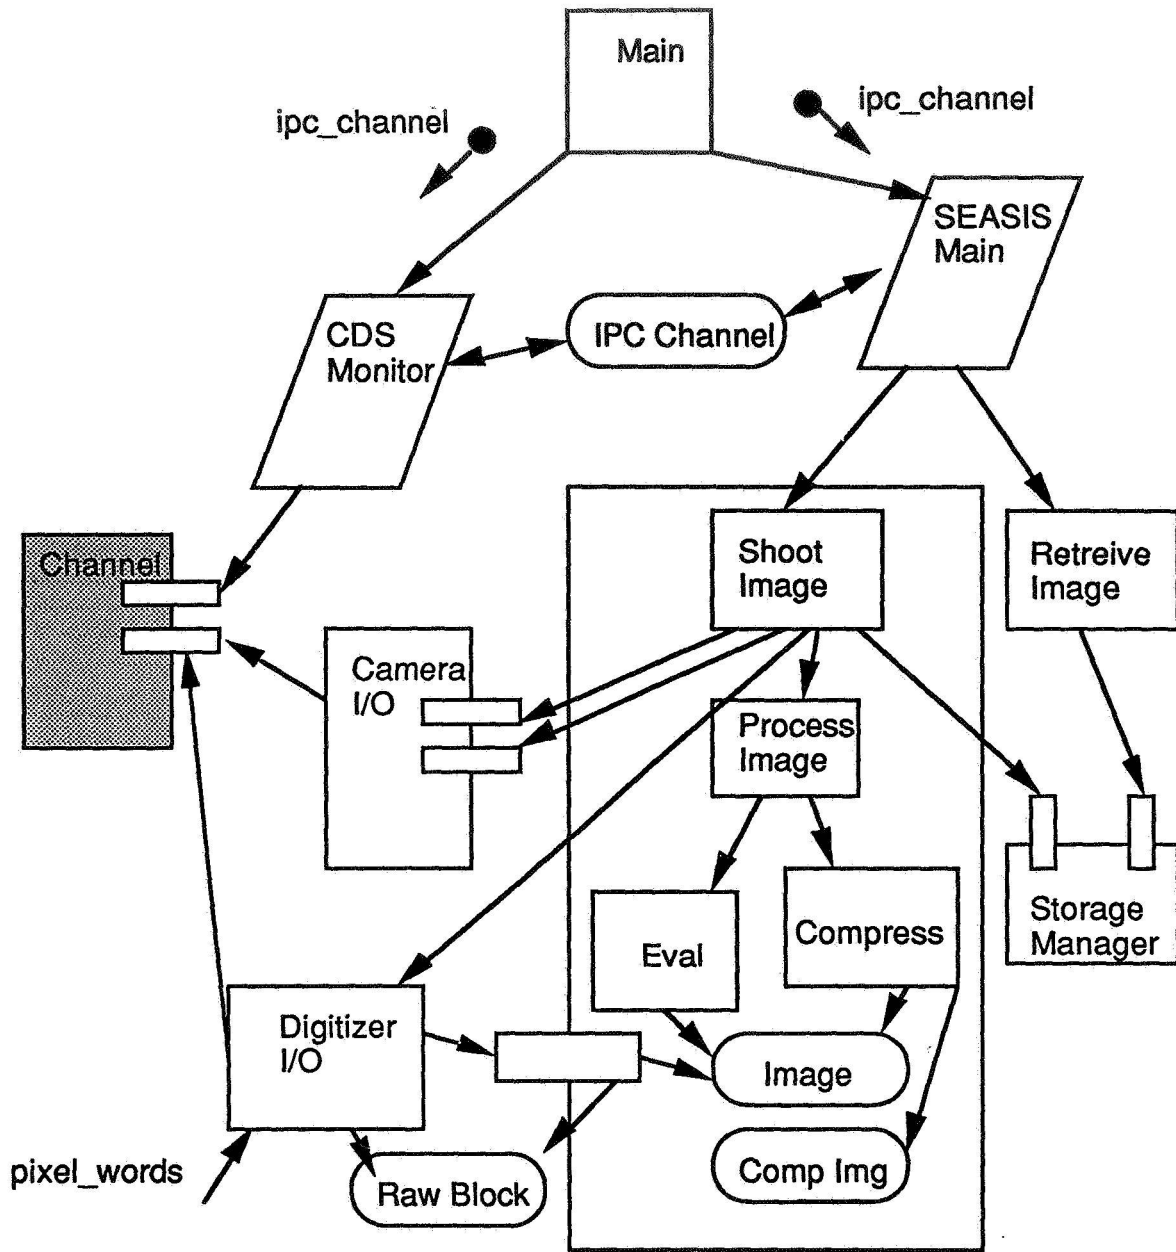 Main
ipc_channel
ipc_channel
SEASIS
Main
IPC Channel
CDS
Monitor
Channel
Shoot
Image
Retreive
Image
Camera
I/O
Process
Image
Eval
Compress
Storage
Manager
Digitizer
I/O
Image
pixel_words
Raw Block
Comp Img